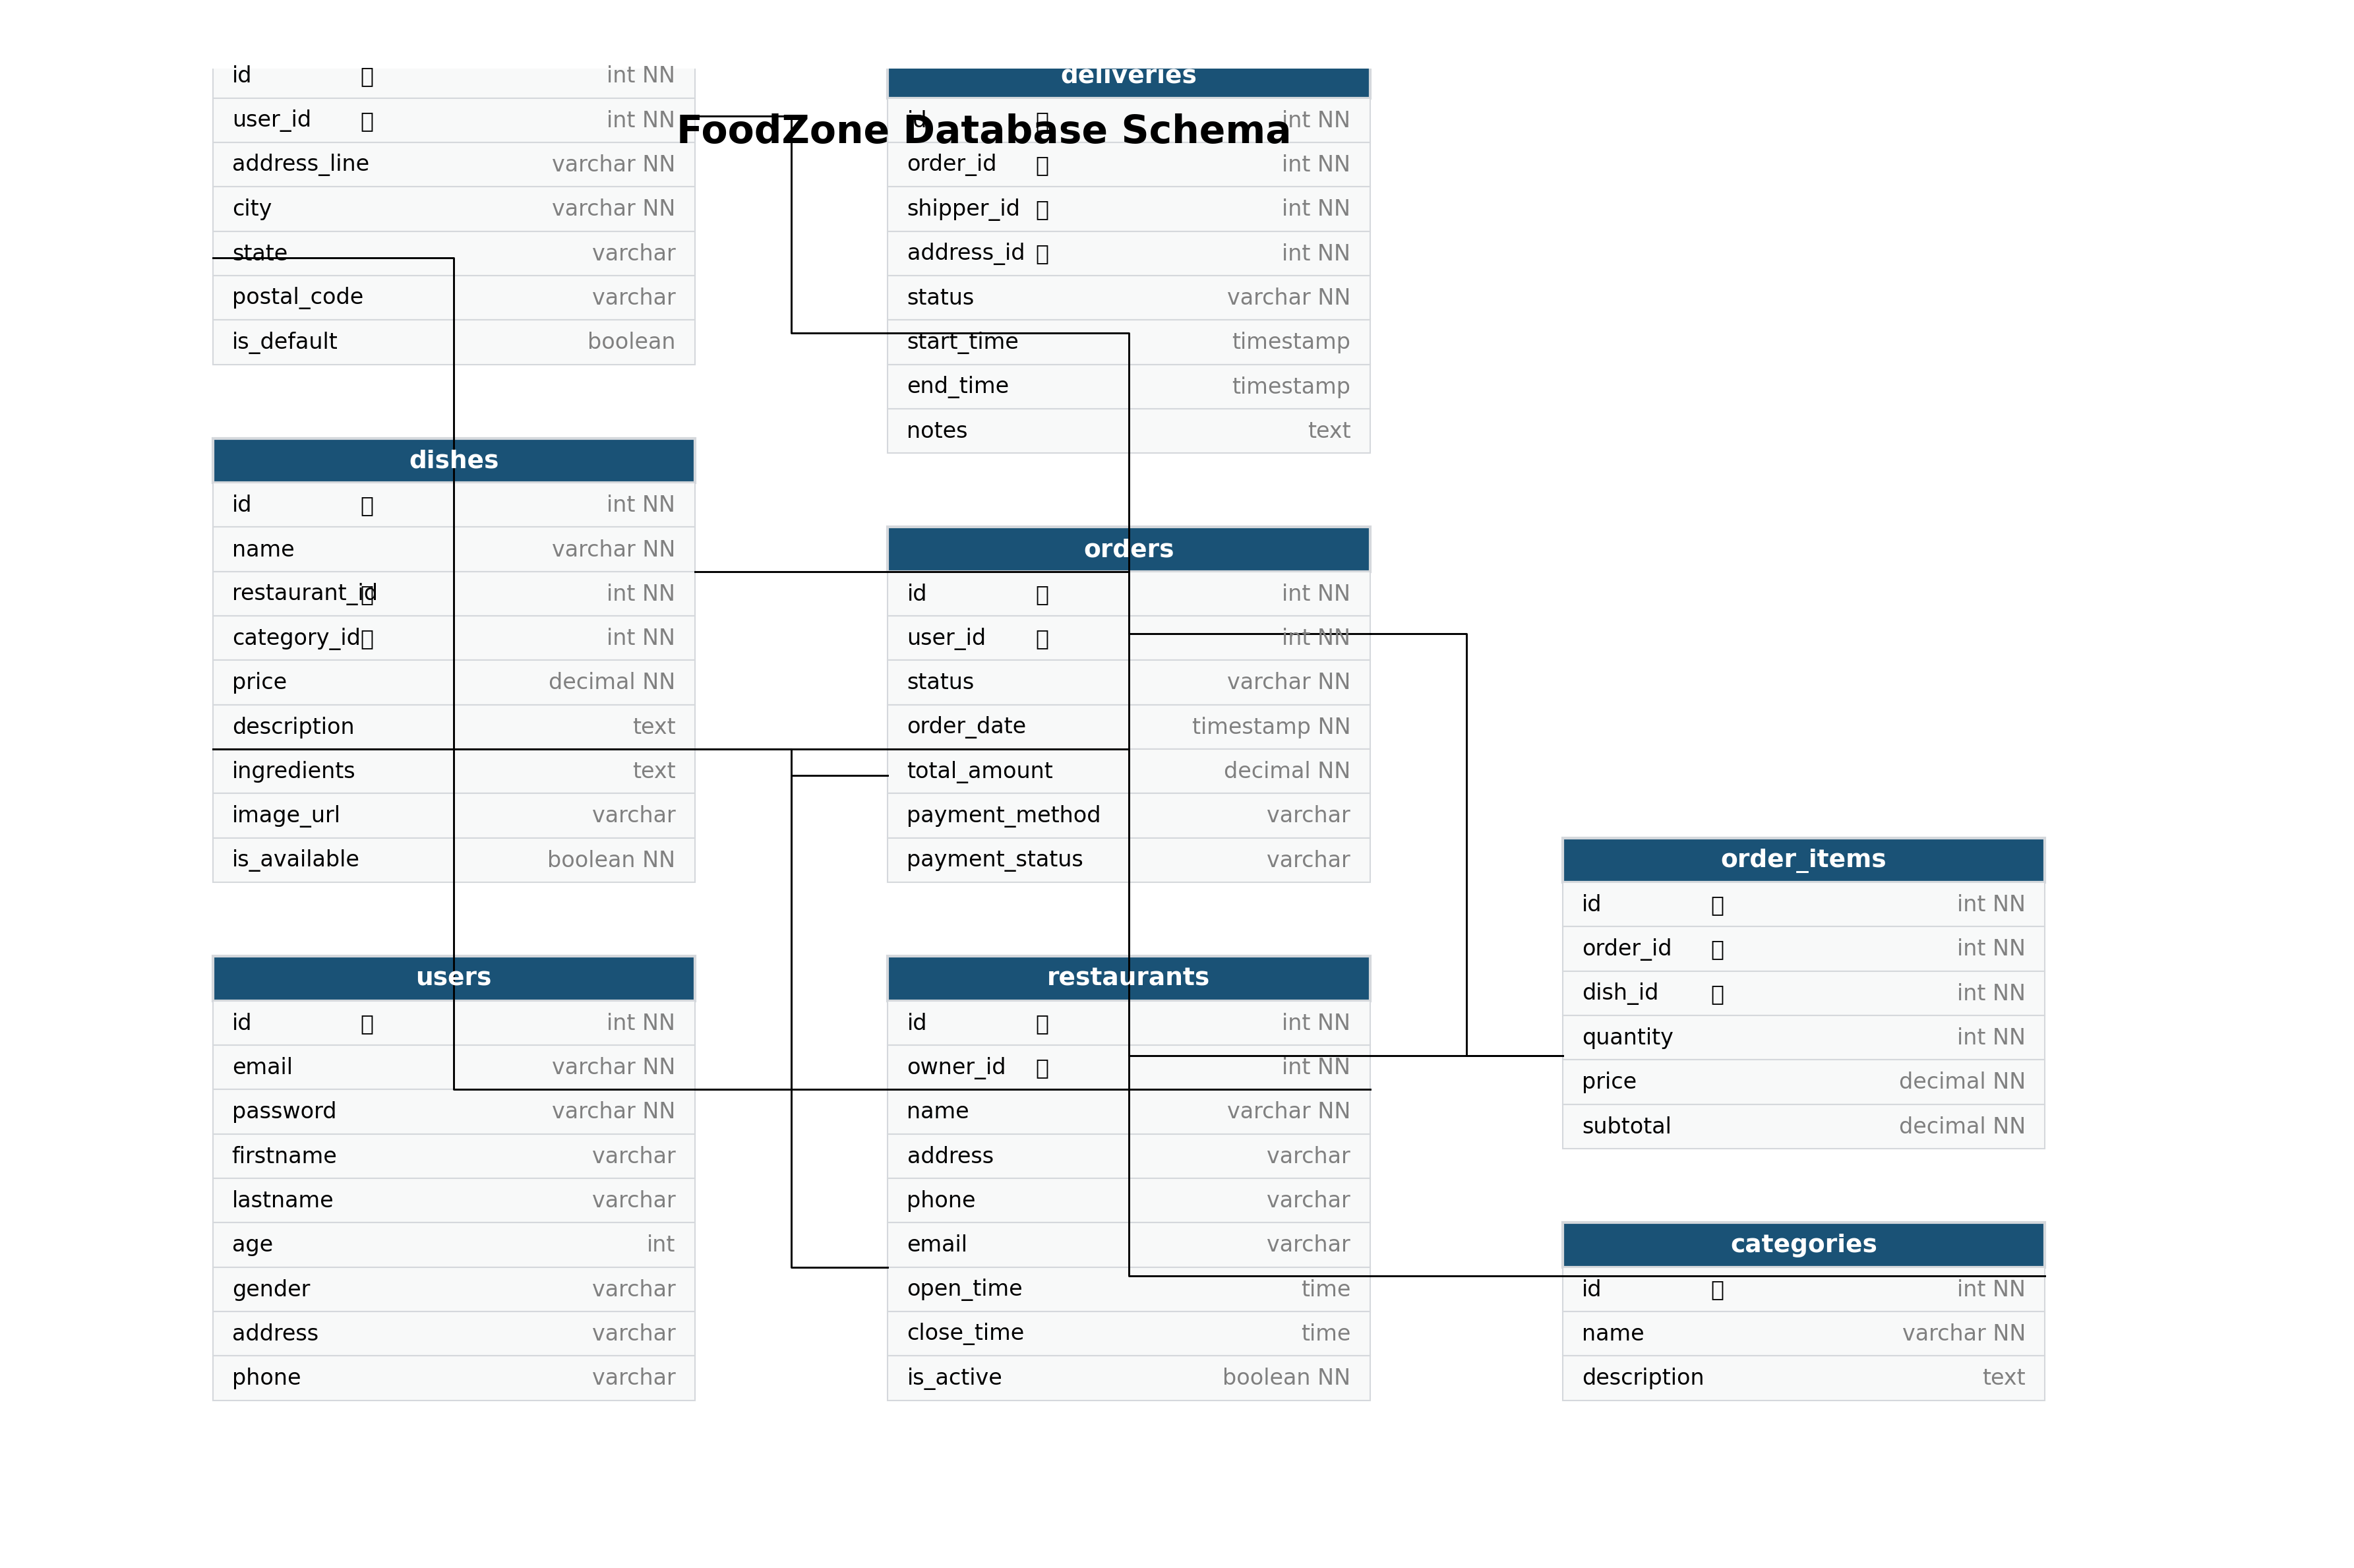 FoodZone Database Schema
id int NN
user_id int NN
address_line varchar NN
city varchar NN
state varchar
postal_code varchar
is_default boolean
deliveries
id int NN
order_id int NN
shipper_id int NN
address_id int NN
status varchar NN
start_time timestamp
end_time timestamp
notes text
dishes
id int NN
name varchar NN
restaurant_id int NN
category_id int NN
price decimal NN
description text
ingredients text
image_url varchar
is_available boolean NN
orders
id int NN
user_id int NN
status varchar NN
order_date timestamp NN
total_amount decimal NN
payment_method varchar
payment_status varchar
order_items
id int NN
order_id int NN
dish_id int NN
quantity int NN
price decimal NN
subtotal decimal NN
users
id int NN
email varchar NN
password varchar NN
firstname varchar
lastname varchar
age int
gender varchar
address varchar
phone varchar
restaurants
id int NN
owner_id int NN
name varchar NN
address varchar
phone varchar
email varchar
open_time time
close_time time
is_active boolean NN
categories
id int NN
name varchar NN
description text